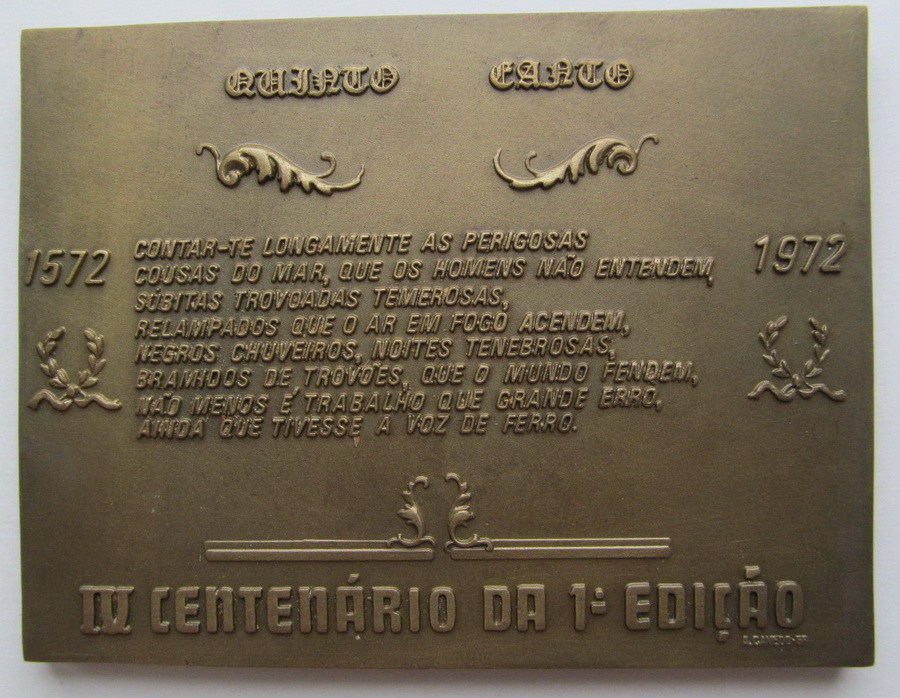 QUINTO CANTO
1572
1972
CONTAR-TE LONGAMENTE AS PERIGOSAS
COUSAS DO MAR, QUE OS HOMENS NÃO ENTENDEM,
SÚBITAS TROVOADAS TEMEROSAS,
RELAMPADOS QUE O AR EM FOGO ACENDEM,
NEGROS CHUVEIROS, NOITES TENEBROSAS,
BRAMIDOS DE TROVÕES, QUE O MUNDO FENDEM,
NÃO MENOS É TRABALHO QUE GRANDE ERRO,
AINDA QUE TIVESSE A VOZ DE FERRO.
IV CENTENÁRIO DA 1ª EDIÇÃO